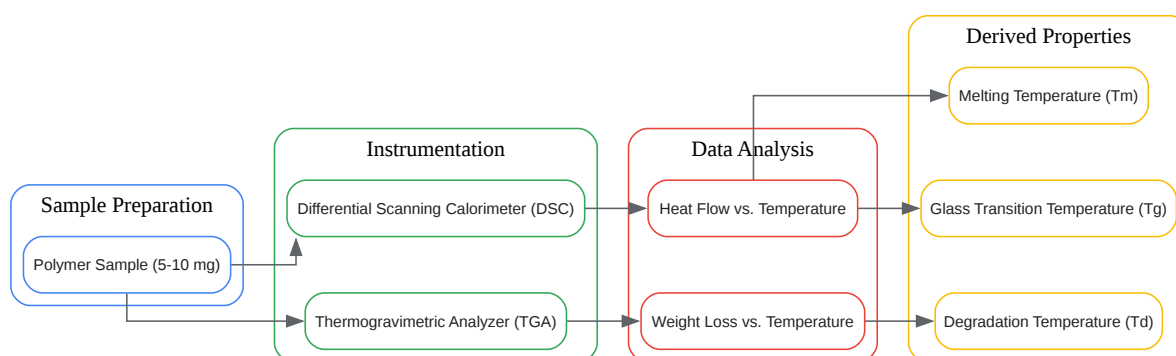 Sample Preparation
Polymer Sample (5-10 mg)
Instrumentation
Differential Scanning Calorimeter (DSC)
Thermogravimetric Analyzer (TGA)
Data Analysis
Heat Flow vs. Temperature
Weight Loss vs. Temperature
Derived Properties
Melting Temperature (Tm)
Glass Transition Temperature (Tg)
Degradation Temperature (Td)